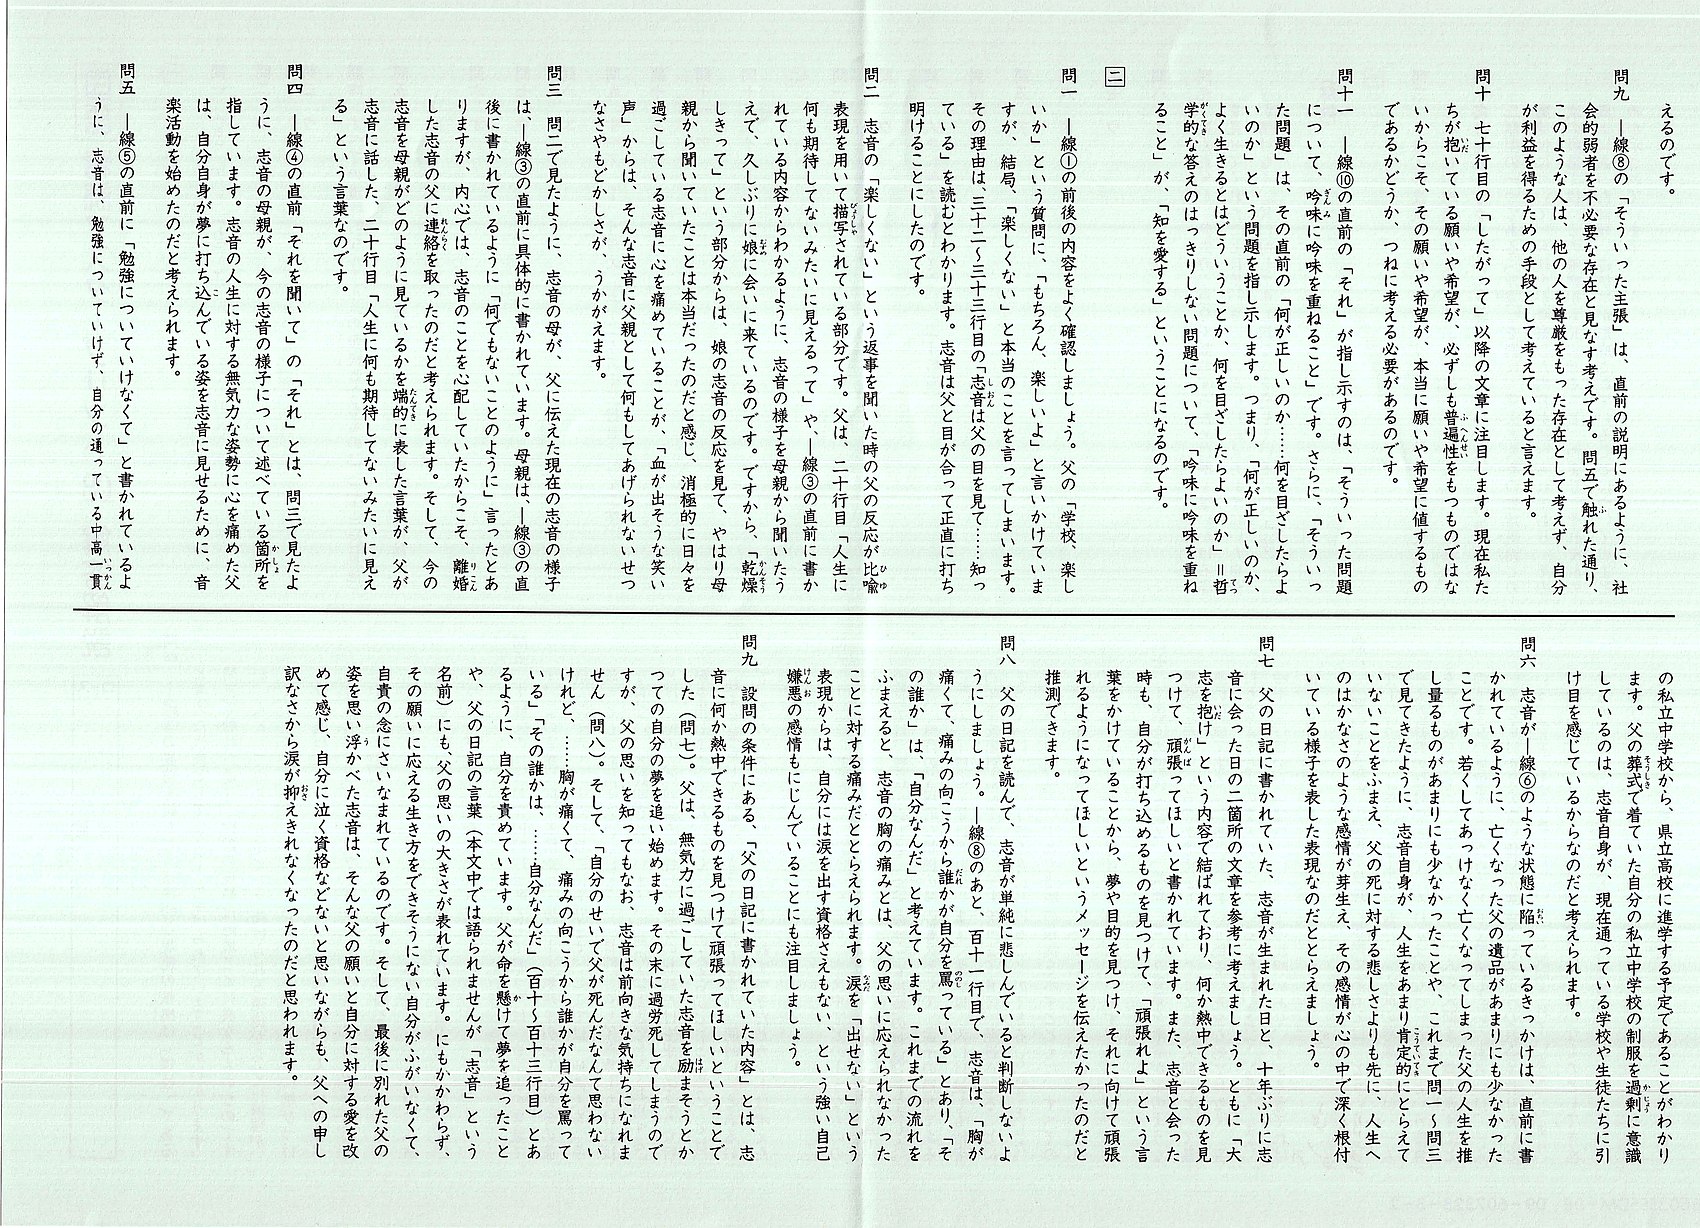 えるのです。
問九　―線⑧の「そういった主張」は、直前の説明にあるように、社
会的弱者を不必要な存在と見なす考えです。問五で触れた通り、
このような人は、他の人を尊厳をもった存在として考えず、自分
が利益を得るための手段として考えていると言えます。
問十　七十行目の「したがって」以降の文章に注目します。現在私た
ちが抱いている願いや希望が、必ずしも普遍性をもつものではな
いからこそ、その願いや希望が、本当に願いや希望に値するもの
であるかどうか、つねに考える必要があるのです。
問十一　―線⑩の直前の「それ」が指し示すのは、「そういった問題
について、吟味に吟味を重ねること」です。さらに、「そういっ
た問題」は、その直前の「何が正しいのか……何を目ざしたらよ
いのか」という問題を指し示します。つまり、「何が正しいのか、
よく生きるとはどういうことか、何を目ざしたらよいのか」＝哲
学的な答えのはっきりしない問題について、「吟味に吟味を重ね
ること」が、「知を愛する」ということになるのです。
二
問一　―線①の前後の内容をよく確認しましょう。父の「学校、楽し
いか」という質問に、「もちろん、楽しいよ」と言いかけていま
すが、結局、「楽しくない」と本当のことを言ってしまいます。
その理由は、三十二～三十三行目の「志音は父の目を見て……知っ
ている」を読むとわかります。志音は父と目が合って正直に打ち
明けることにしたのです。
問二　志音の「楽しくない」という返事を聞いた時の父の反応が比喩
表現を用いて描写されている部分です。父は、二十行目「人生に
何も期待してないみたいに見えるって」や、―線③の直前に書か
れている内容からわかるように、志音の様子を母親から聞いたう
えで、久しぶりに娘に会いに来ているのです。ですから、「乾燥
しきって」という部分からは、娘の志音の反応を見て、やはり母
親から聞いていたことは本当だったのだと感じ、消極的に日々を
過ごしている志音に心を痛めていることが、「血が出そうな笑い
声」からは、そんな志音に父親として何もしてあげられないせつ
なさやもどかしさが、うかがえます。
問三　問二で見たように、志音の母が、父に伝えた現在の志音の様子
は、―線③の直前に具体的に書かれています。母親は、―線③の直
後に書かれているように「何でもないことのように」言ったとあ
りますが、内心では、志音のことを心配していたからこそ、離婚
した志音の父に連絡を取ったのだと考えられます。そして、今の
志音を母親がどのように見ているかを端的に表した言葉が、父が
志音に話した、二十行目「人生に何も期待してないみたいに見え
る」という言葉なのです。
問四　―線④の直前「それを聞いて」の「それ」とは、問三で見たよ
うに、志音の母親が、今の志音の様子について述べている箇所を
指しています。志音の人生に対する無気力な姿勢に心を痛めた父
は、自分自身が夢に打ち込んでいる姿を志音に見せるために、音
楽活動を始めたのだと考えられます。
問五　―線⑤の直前に「勉強についていけなくて」と書かれているよ
うに、志音は、勉強についていけず、自分の通っている中高一貫
の私立中学校から、県立高校に進学する予定であることがわかり
ます。父の葬式で着ていた自分の私立中学校の制服を過剰に意識
しているのは、志音自身が、現在通っている学校や生徒たちに引
け目を感じているからなのだと考えられます。
問六　志音が―線⑥のような状態に陥っているきっかけは、直前に書
かれているように、亡くなった父の遺品があまりにも少なかった
ことです。若くしてあっけなく亡くなってしまった父の人生を推
し量るものがあまりにも少なかったことや、これまで問一～問三
で見てきたように、志音自身が、人生をあまり肯定的にとらえて
いないことをふまえ、父の死に対する悲しさよりも先に、人生へ
のはかなさのような感情が芽生え、その感情が心の中で深く根付
いている様子を表した表現なのだととらえましょう。
問七　父の日記に書かれていた、志音が生まれた日と、十年ぶりに志
音に会った日の二箇所の文章を参考に考えましょう。ともに「大
志を抱け」という内容で結ばれており、何か熱中できるものを見
つけて、頑張ってほしいと書かれています。また、志音と会った
時も、自分が打ち込めるものを見つけて、「頑張れよ」という言
葉をかけていることから、夢や目的を見つけ、それに向けて頑張
れるようになってほしいというメッセージを伝えたかったのだと
推測できます。
問八　父の日記を読んで、志音が単純に悲しんでいると判断しないよ
うにしましょう。―線⑧のあと、百十一行目で、志音は、「胸が
痛くて、痛みの向こうから誰かが自分を罵っている」とあり、「そ
の誰か」は、「自分なんだ」と考えています。これまでの流れを
ふまえると、志音の胸の痛みとは、父の思いに応えられなかった
ことに対する痛みだととらえられます。涙を「出せない」という
表現からは、自分には涙を出す資格さえもない、という強い自己
嫌悪の感情もにじんでいることにも注目しましょう。
問九　設問の条件にある、「父の日記に書かれていた内容」とは、志
音に何か熱中できるものを見つけて頑張ってほしいということで
した（問七）。父は、無気力に過ごしていた志音を励まそうとか
つての自分の夢を追い始めます。その末に過労死してしまうので
すが、父の思いを知ってもなお、志音は前向きな気持ちになれま
せん（問八）。そして、「自分のせいで父が死んだなんて思わない
けれど、……胸が痛くて、痛みの向こうから誰かが自分を罵って
いる」「その誰かは、……自分なんだ」（百十～百十三行目）とあ
るように、自分を責めています。父が命を懸けて夢を追ったこと
や、父の日記の言葉（本文中では語られませんが「志音」という
名前）にも、父の思いの大きさが表れています。にもかかわらず、
その願いに応える生き方をできそうにない自分がふがいなくて、
自責の念にさいなまれているのです。そして、最後に別れた父の
姿を思い浮かべた志音は、そんな父の願いと自分に対する愛を改
めて感じ、自分に泣く資格などないと思いながらも、父への申し
訳なさから涙が抑えきれなくなったのだと思われます。